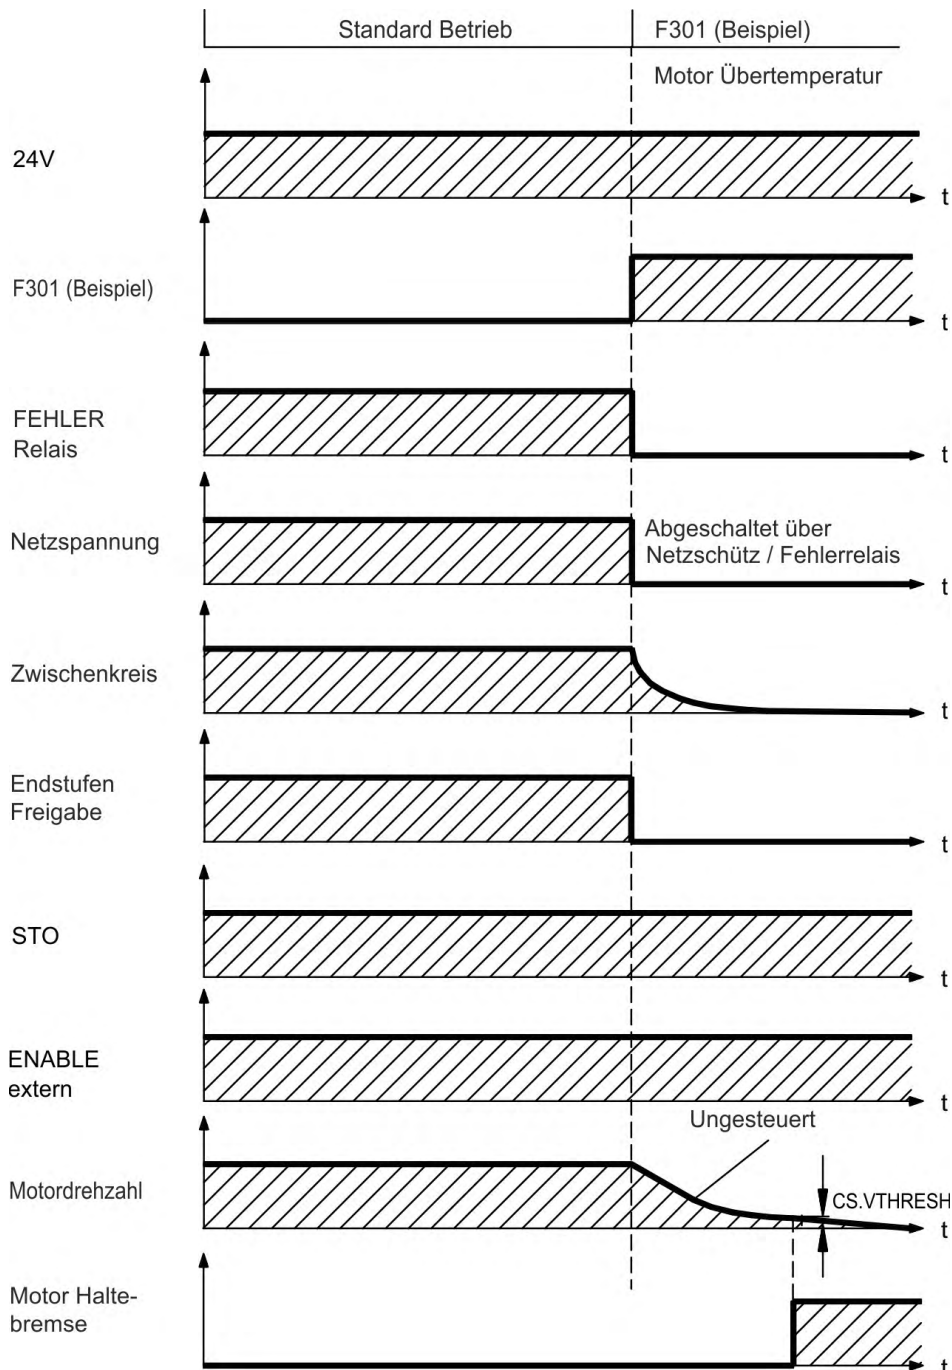 Standard Betrieb
F301 (Beispiel)
Motor Übertemperatur
24V
t
F301 (Beispiel)
t
FEHLER
Relais
t
Netzspannung
Abgeschaltet über
Netzschütz / Fehlerrelais
t
Zwischenkreis
t
Endstufen
Freigabe
t
STO
t
ENABLE
extern
t
Ungesteuert
Motordrehzahl
CS.VTHRESH
t
Motor Halte-
bremse
t